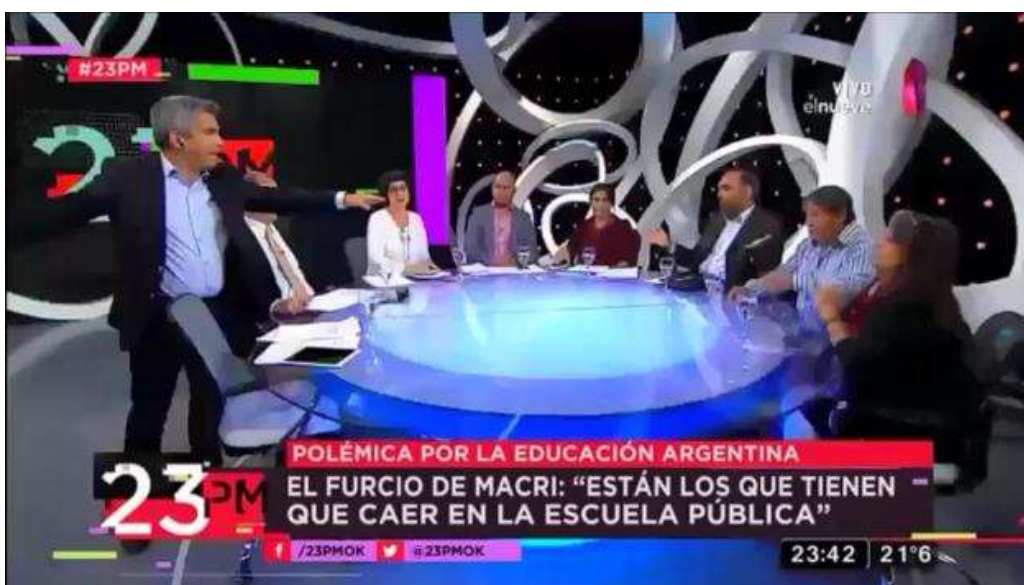 #23PM
VIVO
elnueve
PM
POLÉMICA POR LA EDUCACIÓN ARGENTINA
23PM
EL FURCIO DE MACRI: “ESTÁN LOS QUE TIENEN
QUE CAER EN LA ESCUELA PÚBLICA”
/23PMOK
@23PMOK
23:42
21°6